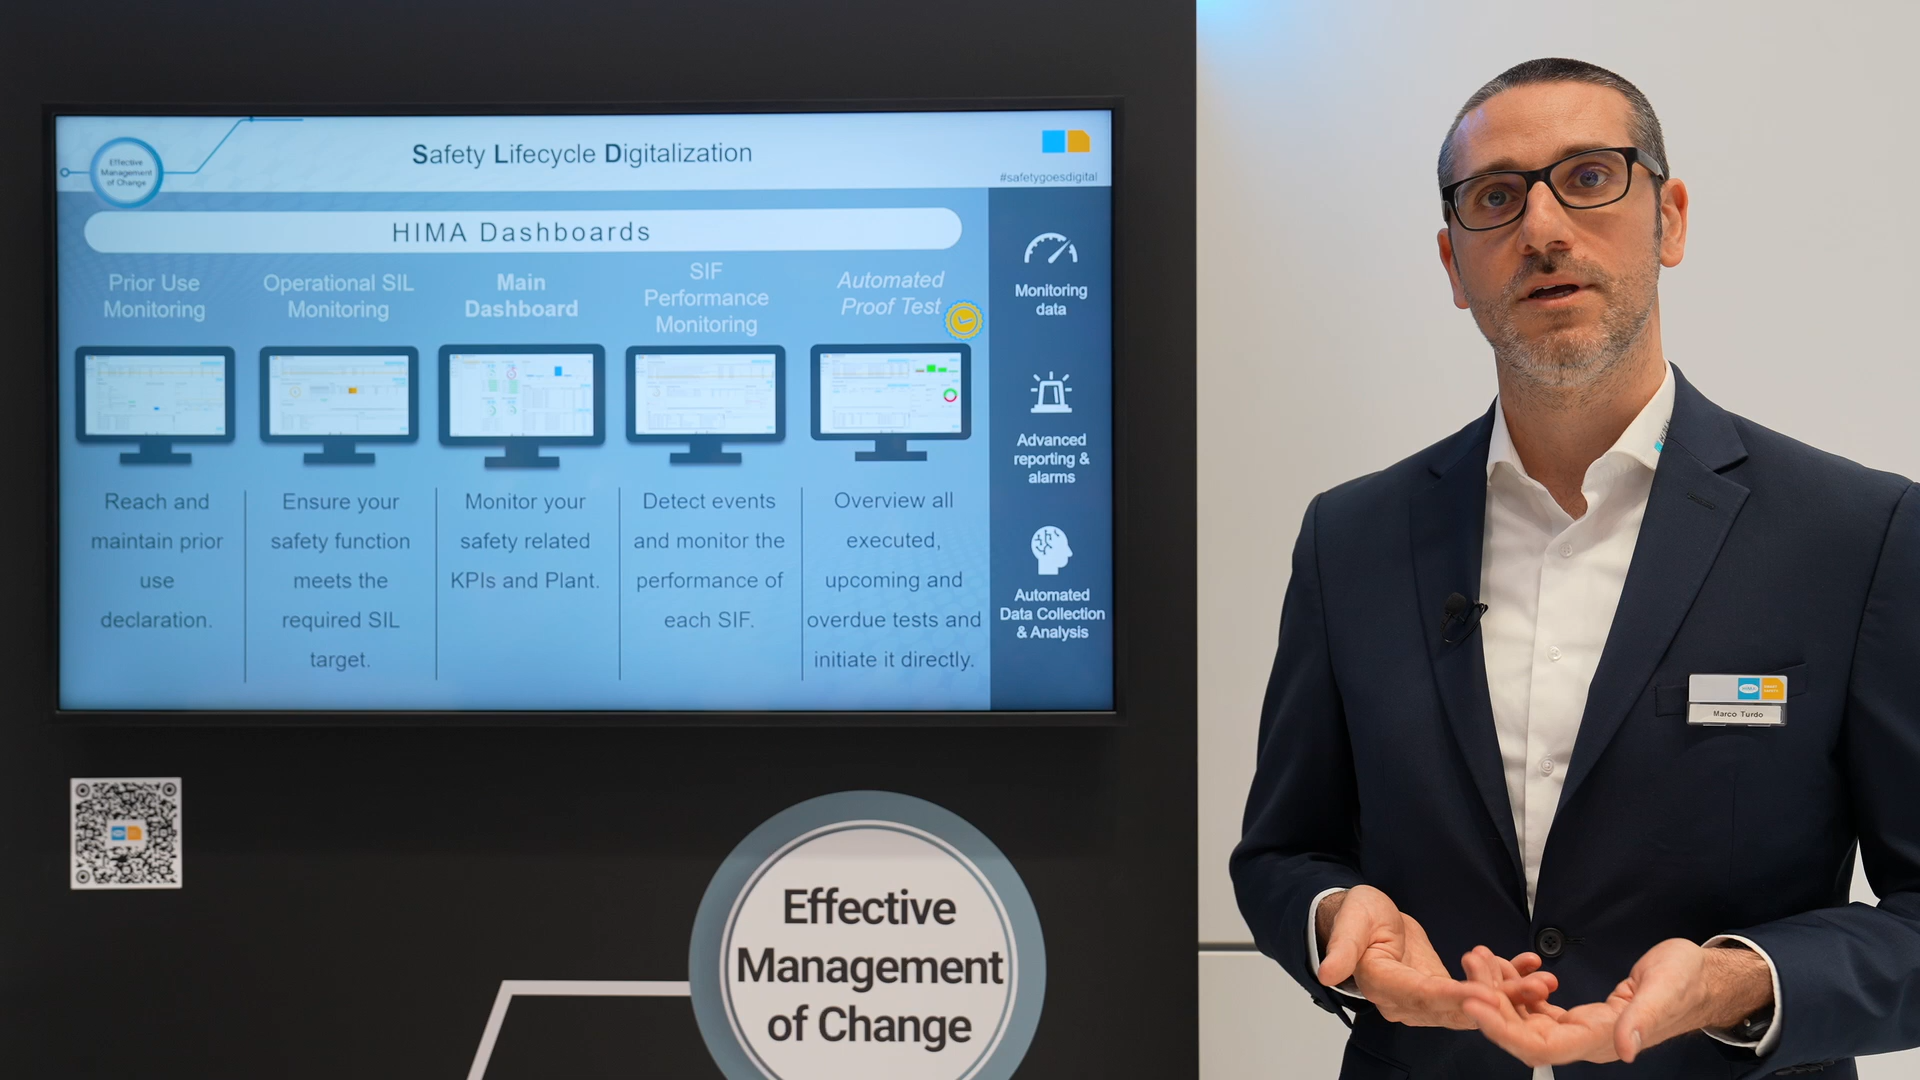 Effective
Management
of Change
Safety Lifecycle Digitalization
#safetygoesdigital
HIMA Dashboards
Prior Use
Monitoring
Operational SIL
Monitoring
Main
Dashboard
SIF
Performance
Monitoring
Automated
Proof Test
Reach and
maintain prior
use
declaration.
Ensure your
safety function
meets the
required SIL
target.
Monitor your
safety related
KPIs and Plant.
Detect events
and monitor the
performance of
each SIF.
Overview all
executed,
upcoming and
overdue tests and
initiate it directly.
Monitoring
data
Advanced
reporting &
alarms
Automated
Data Collection
& Analysis
Effective
Management
of Change
HIMA
Marco Turdo